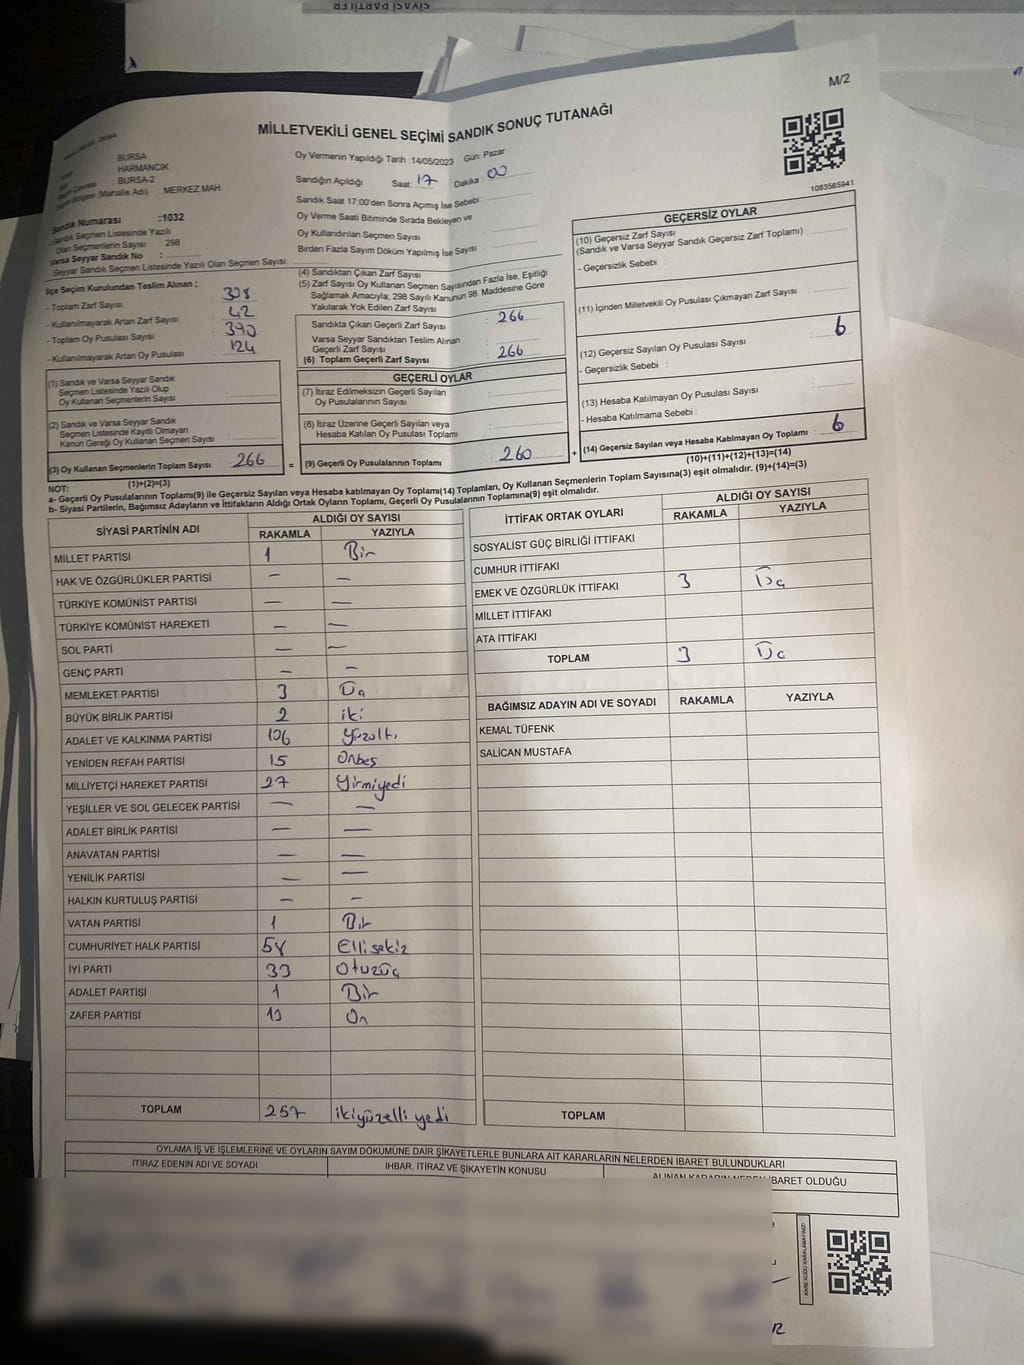 SİYASİ PARTİLER
M/2
MİLLETVEKİLİ GENEL SEÇİMİ SANDIK SONUÇ TUTANAĞI
BURSA
HARMANCIK
: BURSA-2
(Mahalle Adı) : MERKEZ MAH.
Oy Vermenin Yapıldığı Tarih :14/05/2023 Gün: Pazar
Sandığın Açıldığı Saat: 17 Dakika : 00
Sandık Saat 17.00'den Sonra Açımış İse Sebebi :
Oy Verme Saati Bitiminde Sırada Bekleyen ve
Oy Kullandırılan Seçmen Sayısı :
Birden Fazla Sayım Döküm Yapılmış İse Sayısı :
1083565941
Sandık Numarası :1032
Sandık Seçmen Listesinde Yazılı
Olan Seçmenlerin Sayısı : 298
Varsa Seyyar Sandık No :
- Seyyar Sandık Seçmen Listesinde Yazılı Olan Seçmen Sayısı:
İlçe Seçim Kurulundan Teslim Alınan ;
- Toplam Zarf Sayısı : 308
- Kullanılmayarak Artan Zarf Sayısı : 42
- Toplam Oy Pusulası Sayısı : 390
- Kullanılmayarak Artan Oy Pusulası : 124
(4) Sandıktan Çıkan Zarf Sayısı :
(5) Zarf Sayısı Oy Kullanan Seçmen Sayısından Fazla İse, Eşitliği
Sağlamak Amacıyla; 298 Sayılı Kanunun 98. Maddesine Göre
Yakılarak Yok Edilen Zarf Sayısı :
Sandıkta Çıkan Geçerli Zarf Sayısı : 266
Varsa Seyyar Sandıktan Teslim Alınan
Geçerli Zarf Sayısı :
(6) Toplam Geçerli Zarf Sayısı : 266
GEÇERSİZ OYLAR
(10) Geçersiz Zarf Sayısı
(Sandık ve Varsa Seyyar Sandık Geçersiz Zarf Toplamı) :
- Geçersizlik Sebebi :
(11) İçinden Milletvekili Oy Pusulası Çıkmayan Zarf Sayısı :
(12) Geçersiz Sayılan Oy Pusulası Sayısı : 6
- Geçersizlik Sebebi :
(13) Hesaba Katılmayan Oy Pusulası Sayısı :
- Hesaba Katılmama Sebebi :
(14) Geçersiz Sayılan veya Hesaba Katılmayan Oy Toplamı : 6
(10)+(11)+(12)+(13)=(14)
(1) Sandık ve Varsa Seyyar Sandık
Seçmen Listesinde Yazılı Olup
Oy Kullanan Seçmenlerin Sayısı :
(2) Sandık ve Varsa Seyyar Sandık
Seçmen Listesinde Kayıtlı Olmayan
Kanun Gereği Oy Kullanan Seçmen Sayısı :
(3) Oy Kullanan Seçmenlerin Toplam Sayısı : 266 =
(1)+(2)=(3)
GEÇERLİ OYLAR
(7) İtiraz Edilmeksizin Geçerli Sayılan
Oy Pusulalarının Sayısı :
(8) İtiraz Üzerine Geçerli Sayılan veya
Hesaba Katılan Oy Pusulası Toplamı :
(9) Geçerli Oy Pusulalarının Toplamı : 260 +
NOT:
a- Geçerli Oy Pusulalarının Toplamı(9) ile Geçersiz Sayılan veya Hesaba katılmayan Oy Toplamı(14) Toplamları, Oy Kullanan Seçmenlerin Toplam Sayısına(3) eşit olmalıdır. (9)+(14)=(3)
b- Siyasi Partilerin, Bağımsız Adayların ve İttifakların Aldığı Ortak Oyların Toplamı, Geçerli Oy Pusulalarının Toplamına(9) eşit olmalıdır.
SİYASİ PARTİNİN ADI ALDIĞI OY SAYISI
RAKAMLA YAZIYLA
MİLLET PARTİSİ 1 Bir
HAK VE ÖZGÜRLÜKLER PARTİSİ — —
TÜRKİYE KOMÜNİST PARTİSİ — —
TÜRKİYE KOMÜNİST HAREKETİ — —
SOL PARTİ — —
GENÇ PARTİ — —
MEMLEKET PARTİSİ 3 Üç
BÜYÜK BİRLİK PARTİSİ 2 iki
ADALET VE KALKINMA PARTİSİ 106 Yüzaltı
YENİDEN REFAH PARTİSİ 15 Onbeş
MİLLİYETÇİ HAREKET PARTİSİ 27 Yirmiyedi
YEŞİLLER VE SOL GELECEK PARTİSİ — —
ADALET BİRLİK PARTİSİ — —
ANAVATAN PARTİSİ — —
YENİLİK PARTİSİ — —
HALKIN KURTULUŞ PARTİSİ — —
VATAN PARTİSİ 1 Bir
CUMHURİYET HALK PARTİSİ 58 Ellisekiz
İYİ PARTİ 33 Otuzüç
ADALET PARTİSİ 1 Bir
ZAFER PARTİSİ 10 On
TOPLAM 257 ikiyüzelli yedi
İTTİFAK ORTAK OYLARI ALDIĞI OY SAYISI
RAKAMLA YAZIYLA
SOSYALİST GÜÇ BİRLİĞİ İTTİFAKI
CUMHUR İTTİFAKI
EMEK VE ÖZGÜRLÜK İTTİFAKI 3 Üç
MİLLET İTTİFAKI
ATA İTTİFAKI
TOPLAM 3 Üç
BAĞIMSIZ ADAYIN ADI VE SOYADI RAKAMLA YAZIYLA
KEMAL TÜFENK
SALİCAN MUSTAFA
TOPLAM
OYLAMA İŞ VE İŞLEMLERİNE VE OYLARIN SAYIM DÖKÜMÜNE DAİR ŞİKAYETLERLE BUNLARA AİT KARARLARIN NELERDEN İBARET BULUNDUKLARI
İTİRAZ EDENİN ADI VE SOYADI İHBAR, İTİRAZ VE ŞİKAYETİN KONUSU ALINAN KARARIN NEDEN İBARET OLDUĞU
KARE KODU KARALAMAYINIZ!